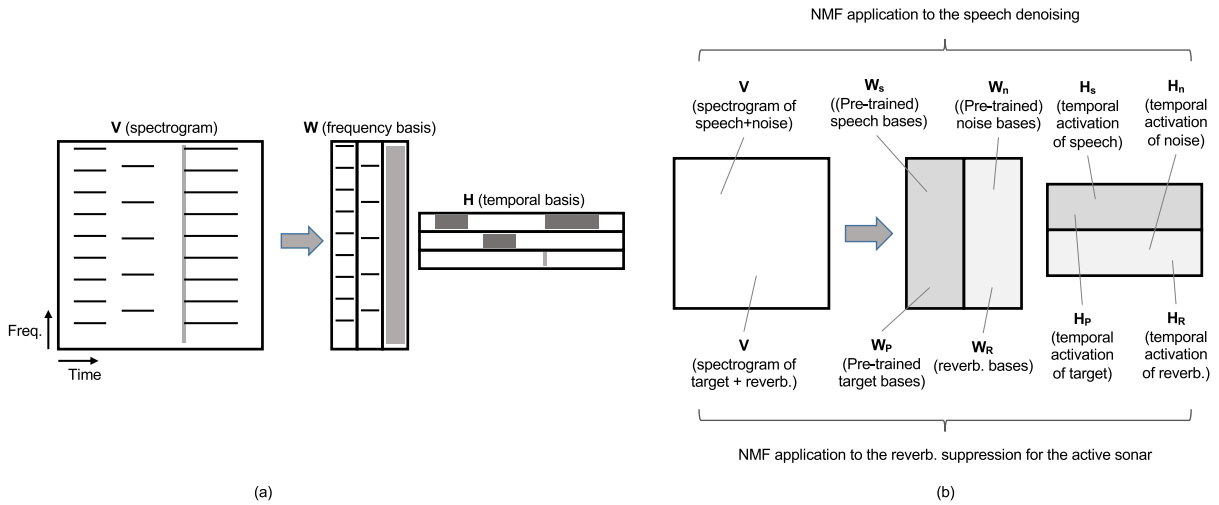 V (spectrogram)
W (frequency basis)
H (temporal basis)
Freq.
Time
(a)
NMF application to the speech denoising
V
(spectrogram of
speech+noise)
Ws
((Pre-trained)
speech bases)
Wn
((Pre-trained)
noise bases)
Hs
(temporal
activation
of speech)
Hn
(temporal
activation
of noise)
V
(spectrogram of
target + reverb.)
WP
(Pre-trained
target bases)
WR
(reverb. bases)
HP
(temporal
activation
of target)
HR
(temporal
activation
of reverb.)
NMF application to the reverb. suppression for the active sonar
(b)